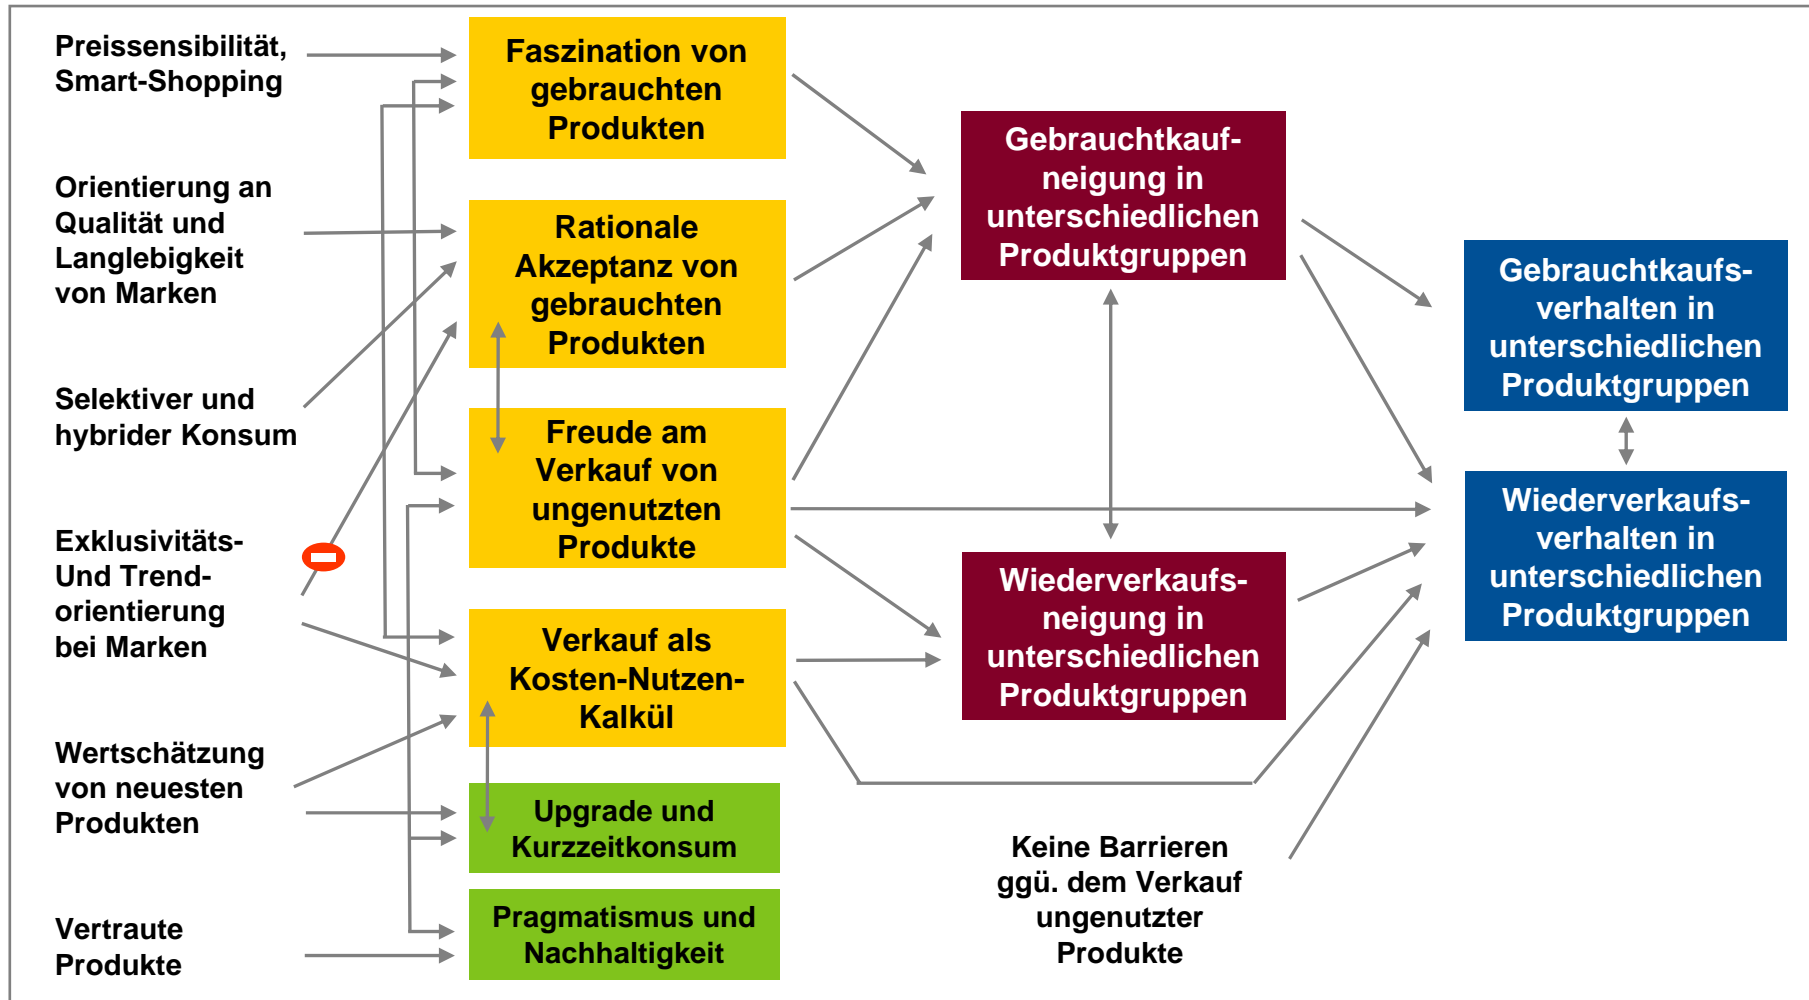 Preissensibilität,
Smart-Shopping
Orientierung an
Qualität und
Langlebigkeit
von Marken
Selektiver und
hybrider Konsum
Exklusivitäts-
Und Trend-
orientierung
bei Marken
Wertschätzung
von neuesten
Produkten
Vertraute
Produkte
Faszination von
gebrauchten
Produkten
Rationale
Akzeptanz von
gebrauchten
Produkten
Freude am
Verkauf von
ungenutzten
Produkte
Verkauf als
Kosten-Nutzen-
Kalkül
Upgrade und
Kurzzeitkonsum
Pragmatismus und
Nachhaltigkeit
Gebrauchtkauf-
neigung in
unterschiedlichen
Produktgruppen
Wiederverkaufs-
neigung in
unterschiedlichen
Produktgruppen
Keine Barrieren
ggü. dem Verkauf
ungenutzter
Produkte
Gebrauchtkaufs-
verhalten in
unterschiedlichen
Produktgruppen
Wiederverkaufs-
verhalten in
unterschiedlichen
Produktgruppen